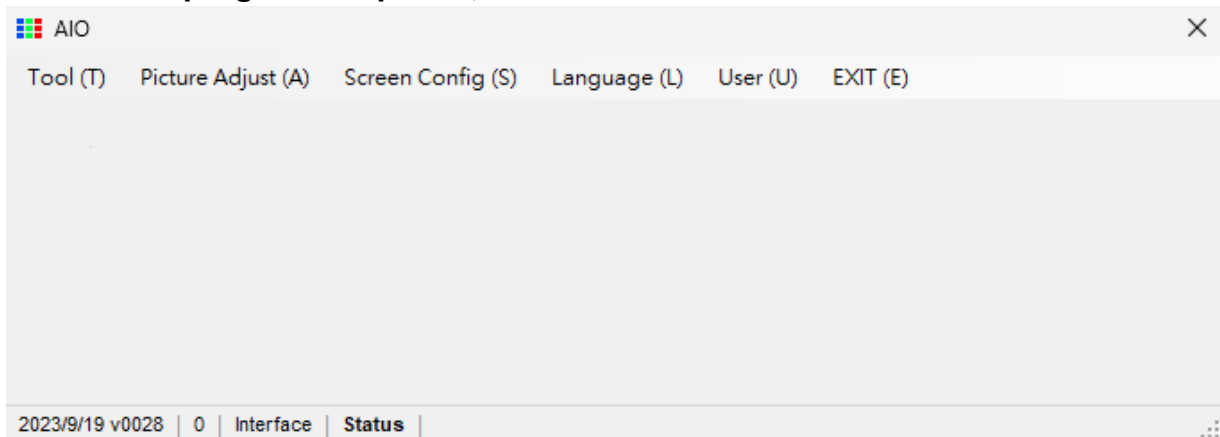 AIO
Tool (T) Picture Adjust (A) Screen Config (S) Language (L) User (U) EXIT (E)
2023/9/19 v0028 | 0 | Interface | Status |